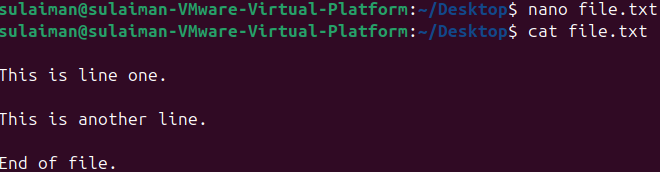 sulaiman@sulaiman-VMware-Virtual-Platform:~/Desktop$ nano file.txt
sulaiman@sulaiman-VMware-Virtual-Platform:~/Desktop$ cat file.txt
This is line one.
This is another line.
End of file.